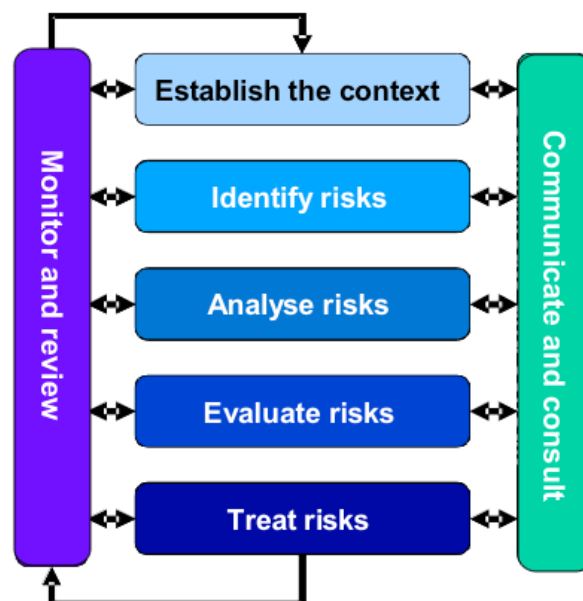 Establish the context
Identify risks
Analyse risks
Evaluate risks
Treat risks
Monitor and review
Communicate and consult